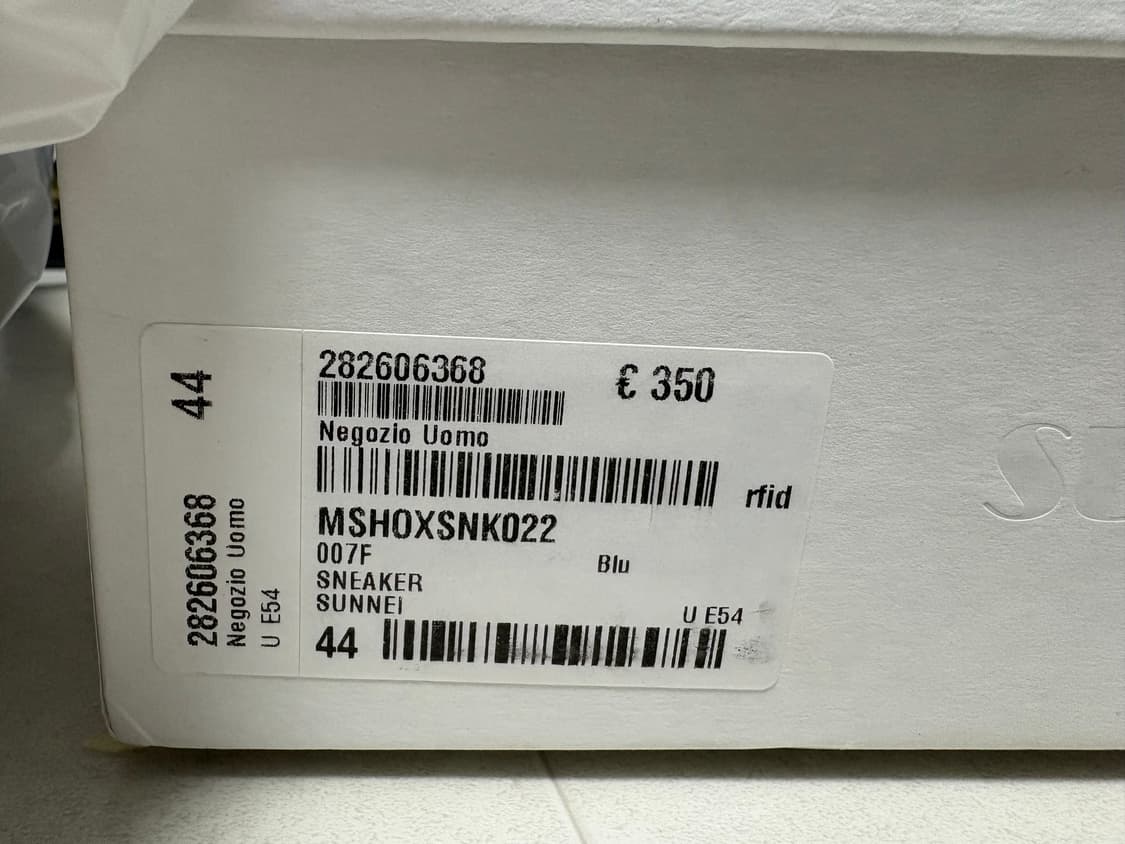 44
282606368
Negozio Uomo
U E54
282606368
€ 350
Negozio Uomo
rfid
MSHOXSNK022
007F
Blu
SNEAKER
SUNNEI
U E54
44